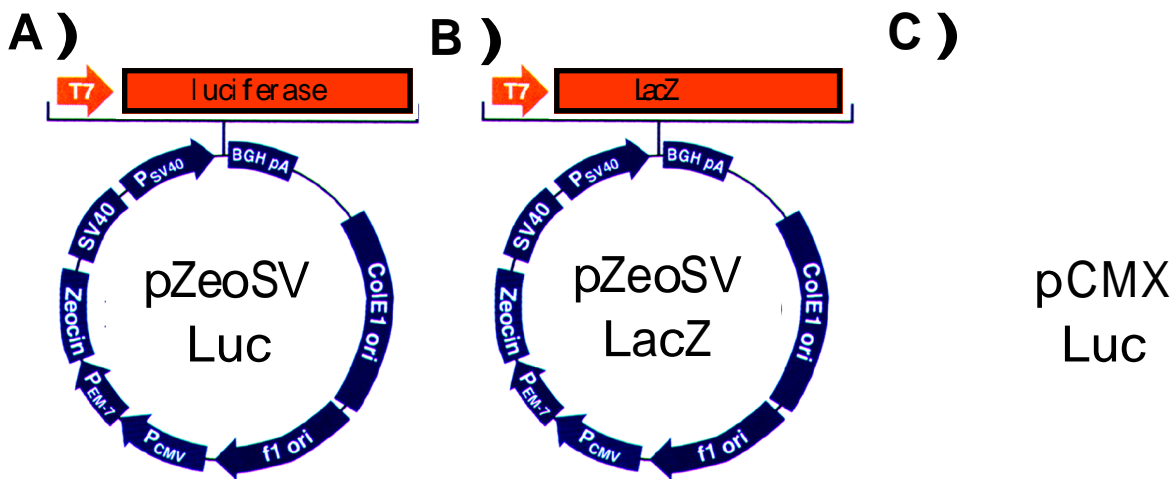 A )
T7 luciferase
PSV40
BGH pA
SV40
Zeocin
PEM-7
PCMV
f1 ori
ColE1 ori
pZeoSV
Luc
B )
T7 LacZ
PSV40
BGH pA
SV40
Zeocin
PEM-7
PCMV
f1 ori
ColE1 ori
pZeoSV
LacZ
C )
pCMX
Luc